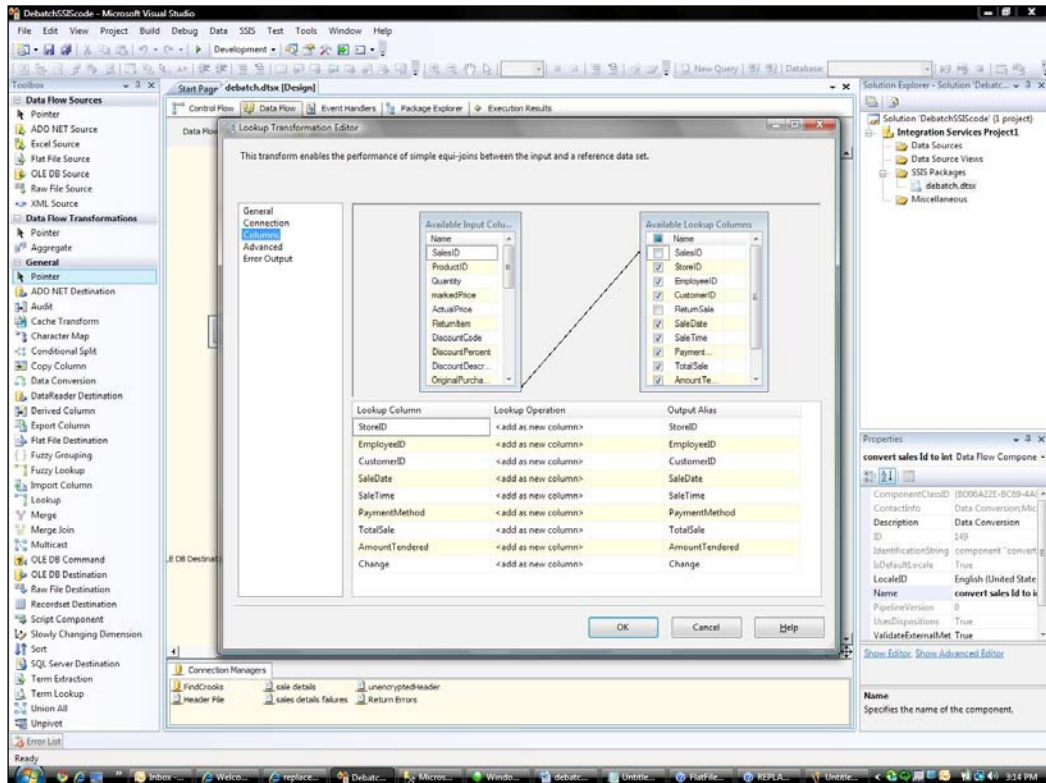 DebatchSSIScode - Microsoft Visual Studio
File Edit View Project Build Debug Data SSIS Test Tools Window Help
Development
New Query
Database:
Toolbox
Data Flow Sources
Pointer
ADO NET Source
Excel Source
Flat File Source
OLE DB Source
Raw File Source
XML Source
Data Flow Transformations
Pointer
Aggregate
General
Pointer
ADO NET Destination
Audit
Cache Transform
Character Map
Conditional Split
Copy Column
Data Conversion
DataReader Destination
Derived Column
Export Column
Flat File Destination
Fuzzy Grouping
Fuzzy Lookup
Import Column
Lookup
Merge
Merge Join
Multicast
OLE DB Command
OLE DB Destination
Raw File Destination
Recordset Destination
Script Component
Slowly Changing Dimension
Sort
SQL Server Destination
Term Extraction
Term Lookup
Union All
Unpivot
Error List
Ready
Start Page debatch.dtsx [Design]
Control Flow Data Flow Event Handlers Package Explorer Execution Results
Data Flow
Lookup Transformation Editor
This transform enables the performance of simple equi-joins between the input and a reference data set.
General
Connection
Columns
Advanced
Error Output
Available Input Colu...
Name
SalesID
ProductID
Quantity
markedPrice
ActualPrice
ReturnItem
DiscountCode
DiscountPercent
DiscountDescr...
OriginalPurcha...
Available Lookup Columns
Name
SalesID
StoreID
EmployeeID
CustomerID
ReturnSale
SaleDate
SaleTime
Payment...
TotalSale
AmountTe...
Lookup Column Lookup Operation Output Alias
StoreID <add as new column> StoreID
EmployeeID <add as new column> EmployeeID
CustomerID <add as new column> CustomerID
SaleDate <add as new column> SaleDate
SaleTime <add as new column> SaleTime
PaymentMethod <add as new column> PaymentMethod
TotalSale <add as new column> TotalSale
AmountTendered <add as new column> AmountTendered
Change <add as new column> Change
OK Cancel Help
Connection Managers
FindCrooks sale details unencryptedHeader
Header File sales details failures Return Errors
Solution Explorer - Solution 'Debatc...
Solution 'DebatchSSIScode' (1 project)
Integration Services Project1
Data Sources
Data Source Views
SSIS Packages
debatch.dtsx
Miscellaneous
Properties
convert sales Id to int Data Flow Compone
ContactInfo Data Conversion;Mic
Description Data Conversion
ID 149
IdentificationString component "convert
IsDefaultLocale True
LocaleID English (United State
Name convert sales Id to i
PipelineVersion 0
UsesDispositions True
ValidateExternalMet True
Show Editor, Show Advanced Editor
Name
Specifies the name of the component.
Inbox -... Welco... replace... Debatc... Micros... Windo... debatc... Untitle... FlatFile... REPLA... Untitle... 3:14 PM